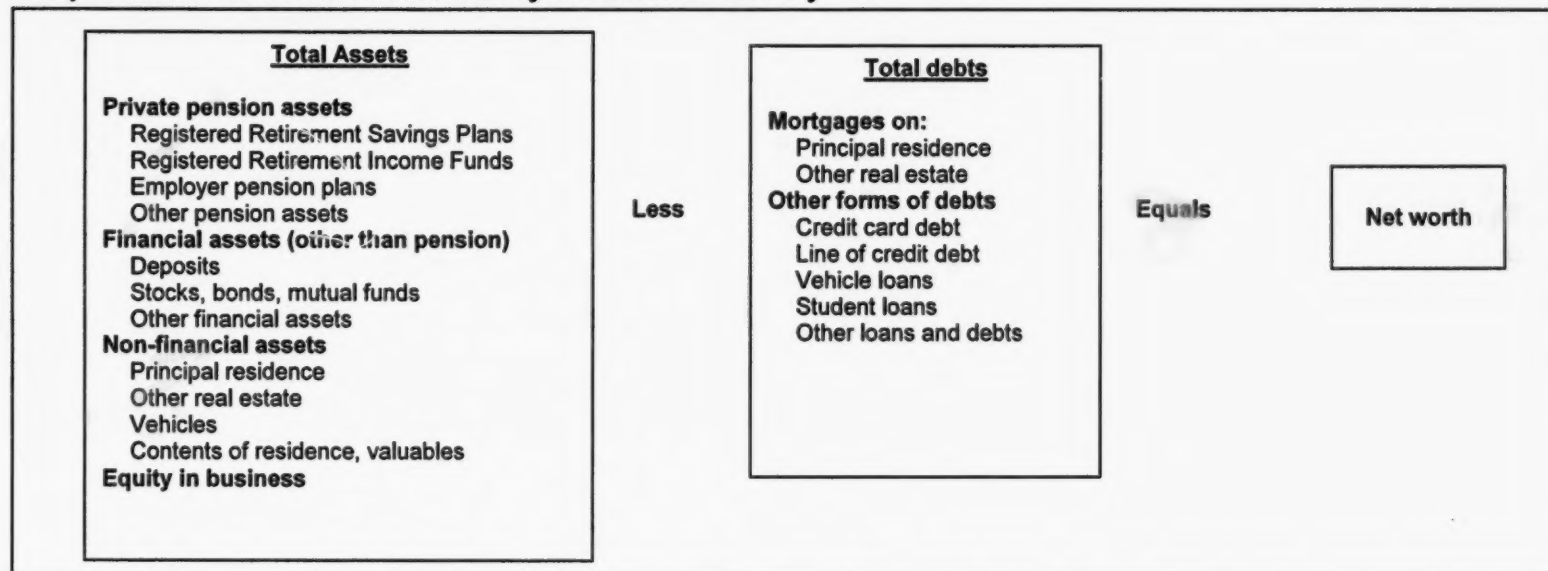 Total Assets
Private pension assets
Registered Retirement Savings Plans
Registered Retirement Income Funds
Employer pension plans
Other pension assets
Financial assets (other than pension)
Deposits
Stocks, bonds, mutual funds
Other financial assets
Non-financial assets
Principal residence
Other real estate
Vehicles
Contents of residence, valuables
Equity in business
Less
Total debts
Mortgages on:
Principal residence
Other real estate
Other forms of debts
Credit card debt
Line of credit debt
Vehicle loans
Student loans
Other loans and debts
Equals
Net worth